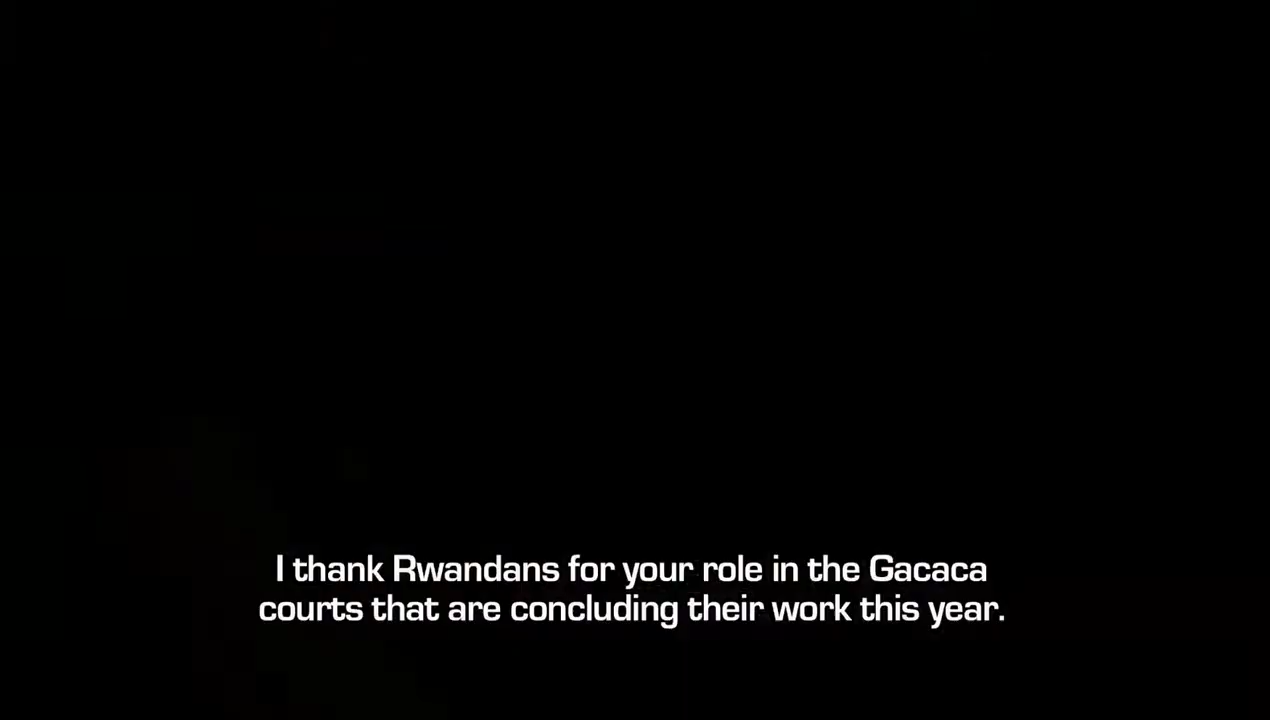 I thank Rwandans for your role in the Gacaca
courts that are concluding their work this year.